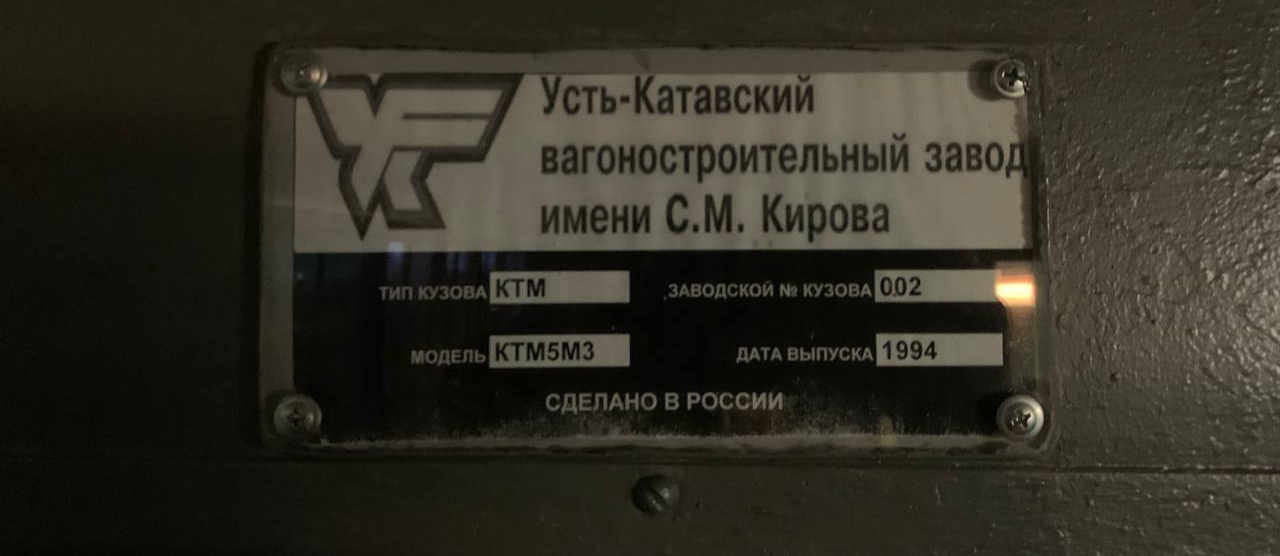 Усть-Катавский
вагоностроительный завод
имени С.М. Кирова
ТИП КУЗОВА КТМ ЗАВОДСКОЙ № КУЗОВА 002
МОДЕЛЬ КТМ5М3 ДАТА ВЫПУСКА 1994
СДЕЛАНО В РОССИИ